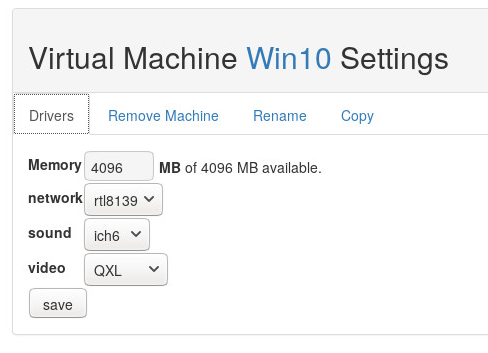 Virtual Machine Win10 Settings
Drivers Remove Machine Rename Copy
Memory 4096 MB of 4096 MB available.
network rtl8139
sound ich6
video QXL
save